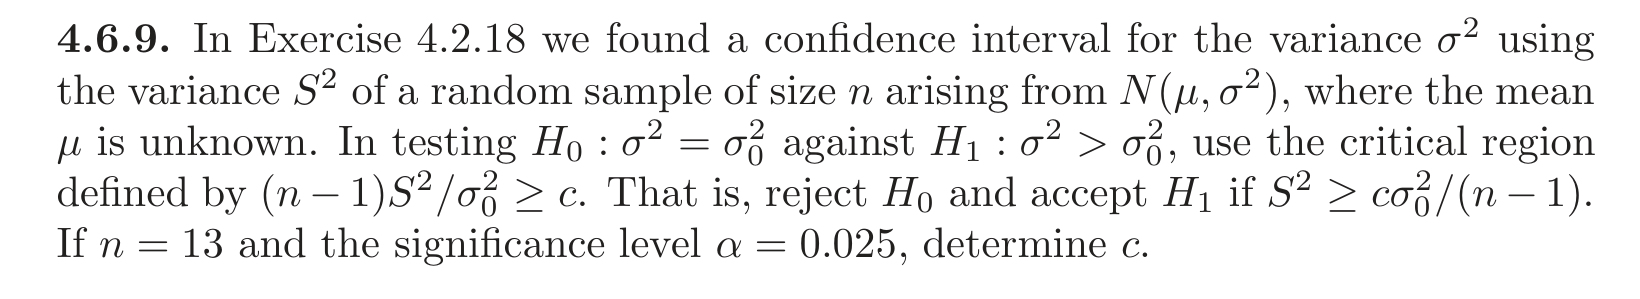 4.6.9. In Exercise 4.2.18 we found a confidence interval for the variance σ² using
the variance S² of a random sample of size n arising from N(μ, σ²), where the mean
μ is unknown. In testing H₀ : σ² = σ₀² against H₁ : σ² > σ₀², use the critical region
defined by (n − 1)S²/σ₀² ≥ c. That is, reject H₀ and accept H₁ if S² ≥ cσ₀²/(n − 1).
If n = 13 and the significance level α = 0.025, determine c.